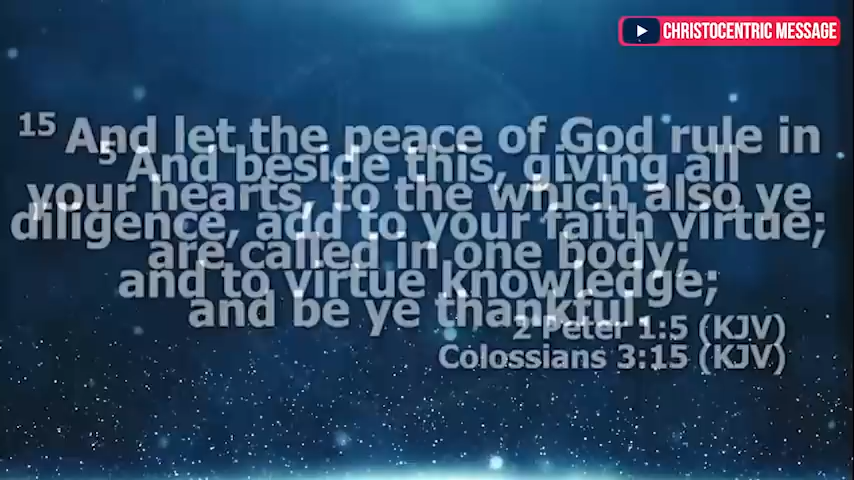 CHRISTOCENTRIC MESSAGE
15 And let the peace of God rule in
5 And beside this, giving all
your hearts, to the which also ye
diligence, add to your faith virtue;
are called in one body;
and to virtue knowledge;
and be ye thankful.
2 Peter 1:5 (KJV)
Colossians 3:15 (KJV)